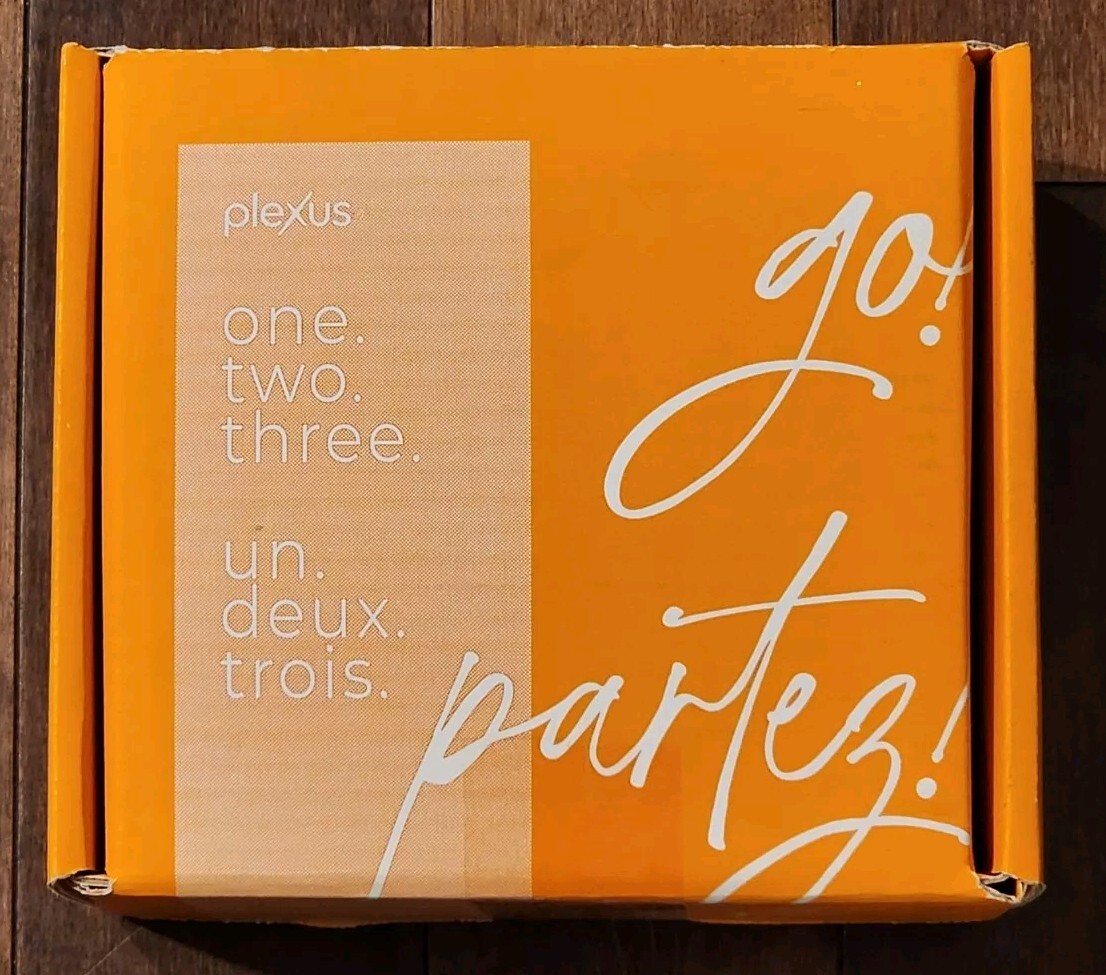 plexus
one.
two.
three.
un.
deux.
trois.
go!
partez!